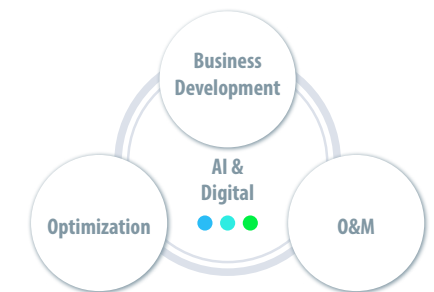 Business
Development
AI &
Digital
Optimization
O&M